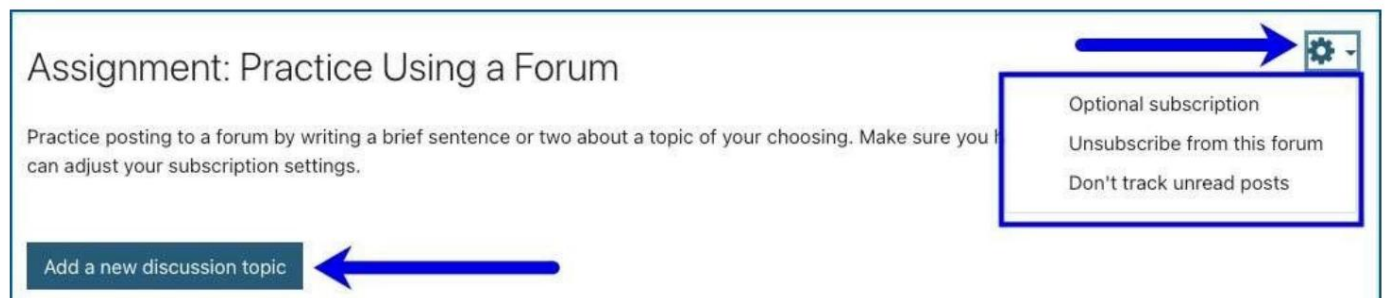 Assignment: Practice Using a Forum
Practice posting to a forum by writing a brief sentence or two about a topic of your choosing. Make sure you
can adjust your subscription settings.
Optional subscription
Unsubscribe from this forum
Don't track unread posts
Add a new discussion topic